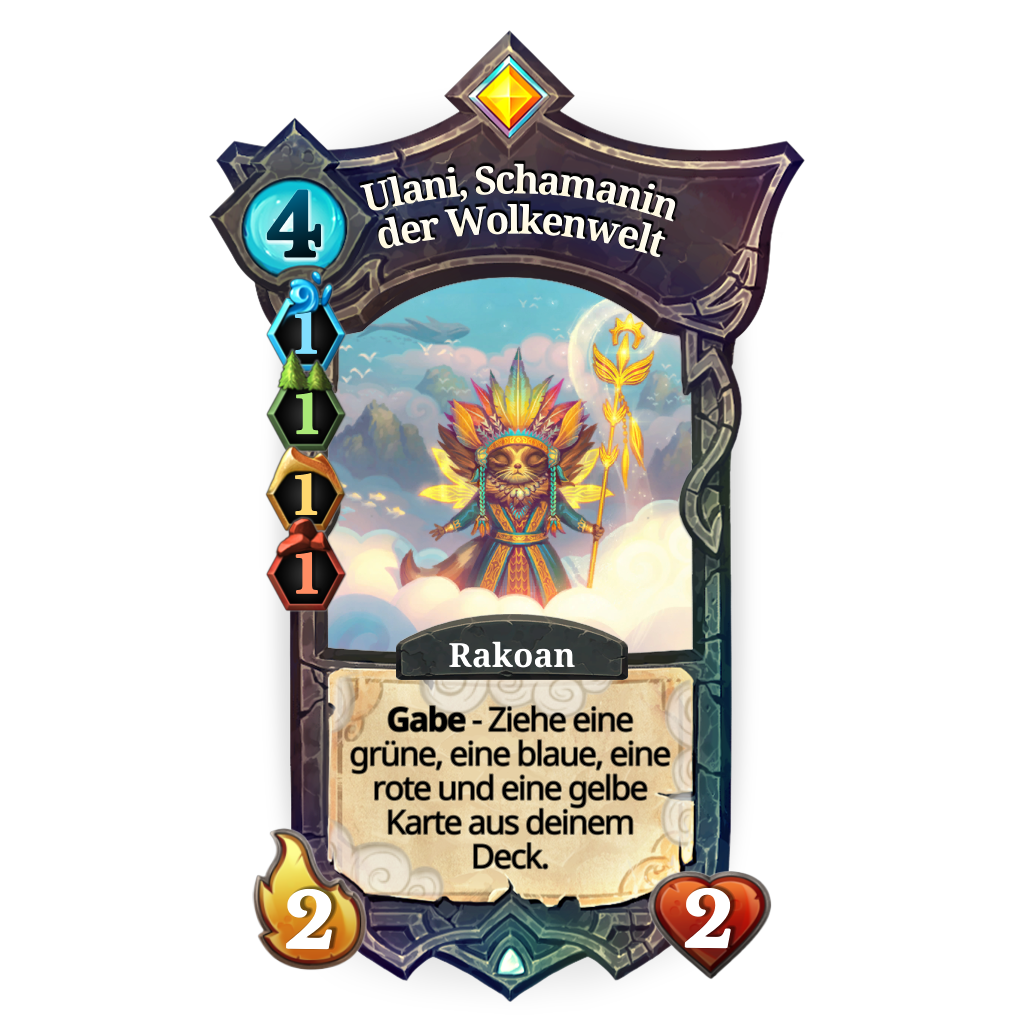 4
Ulani, Schamanin
der Wolkenwelt
1
1
1
1
Rakoan
Gabe - Ziehe eine
grüne, eine blaue, eine
rote und eine gelbe
Karte aus deinem
Deck.
2
2